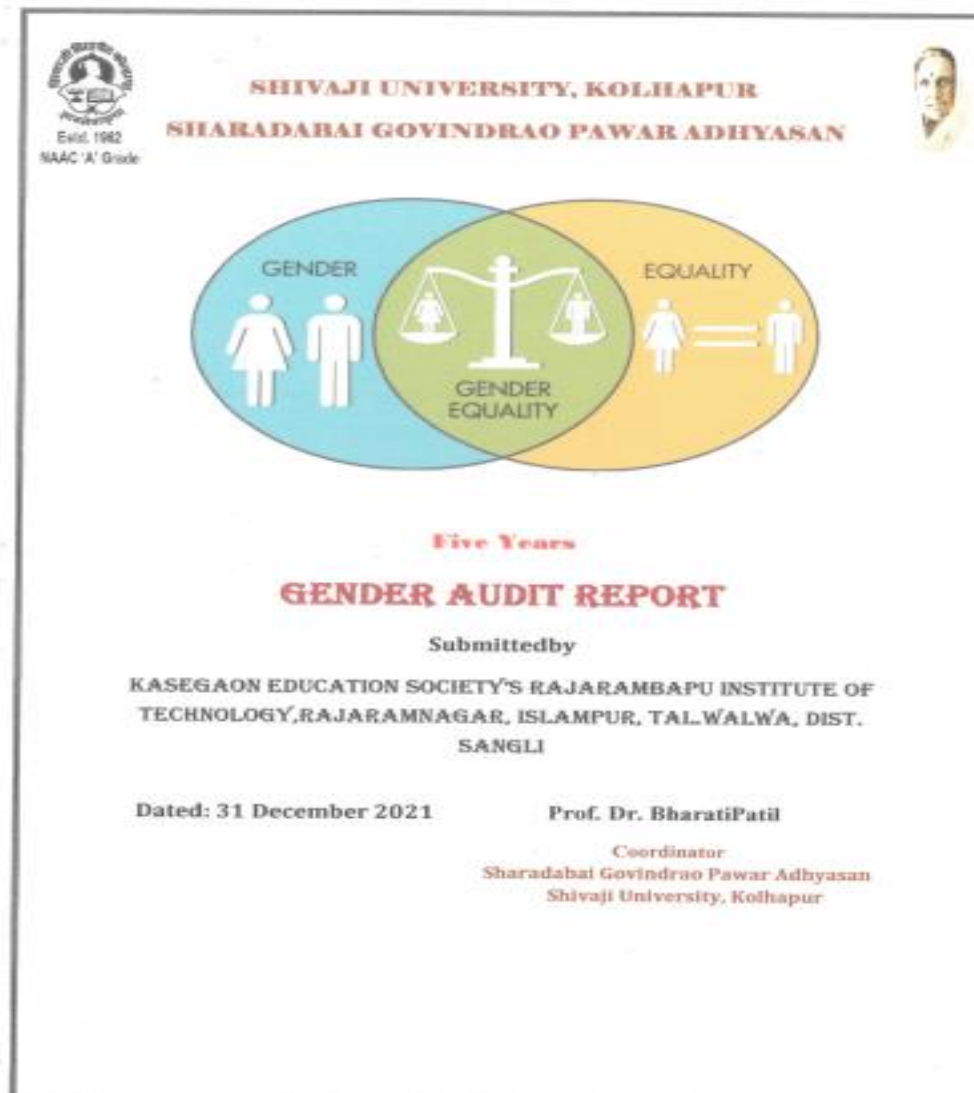 SHIVAJI UNIVERSITY, KOLHAPUR
SHARADABAI GOVINDRAO PAWAR ADHYASAN
Estd. 1962
NAAC 'A' Grade
GENDER
EQUALITY
GENDER
EQUALITY
Five Years
GENDER AUDIT REPORT
Submittedby
KASEGAON EDUCATION SOCIETY'S RAJARAMBAPU INSTITUTE OF
TECHNOLOGY,RAJARAMNAGAR, ISLAMPUR, TAL.WALWA, DIST.
SANGLI
Dated: 31 December 2021
Prof. Dr. BharatiPatil
Coordinator
Sharadabai Govindrao Pawar Adhyasan
Shivaji University, Kolhapur